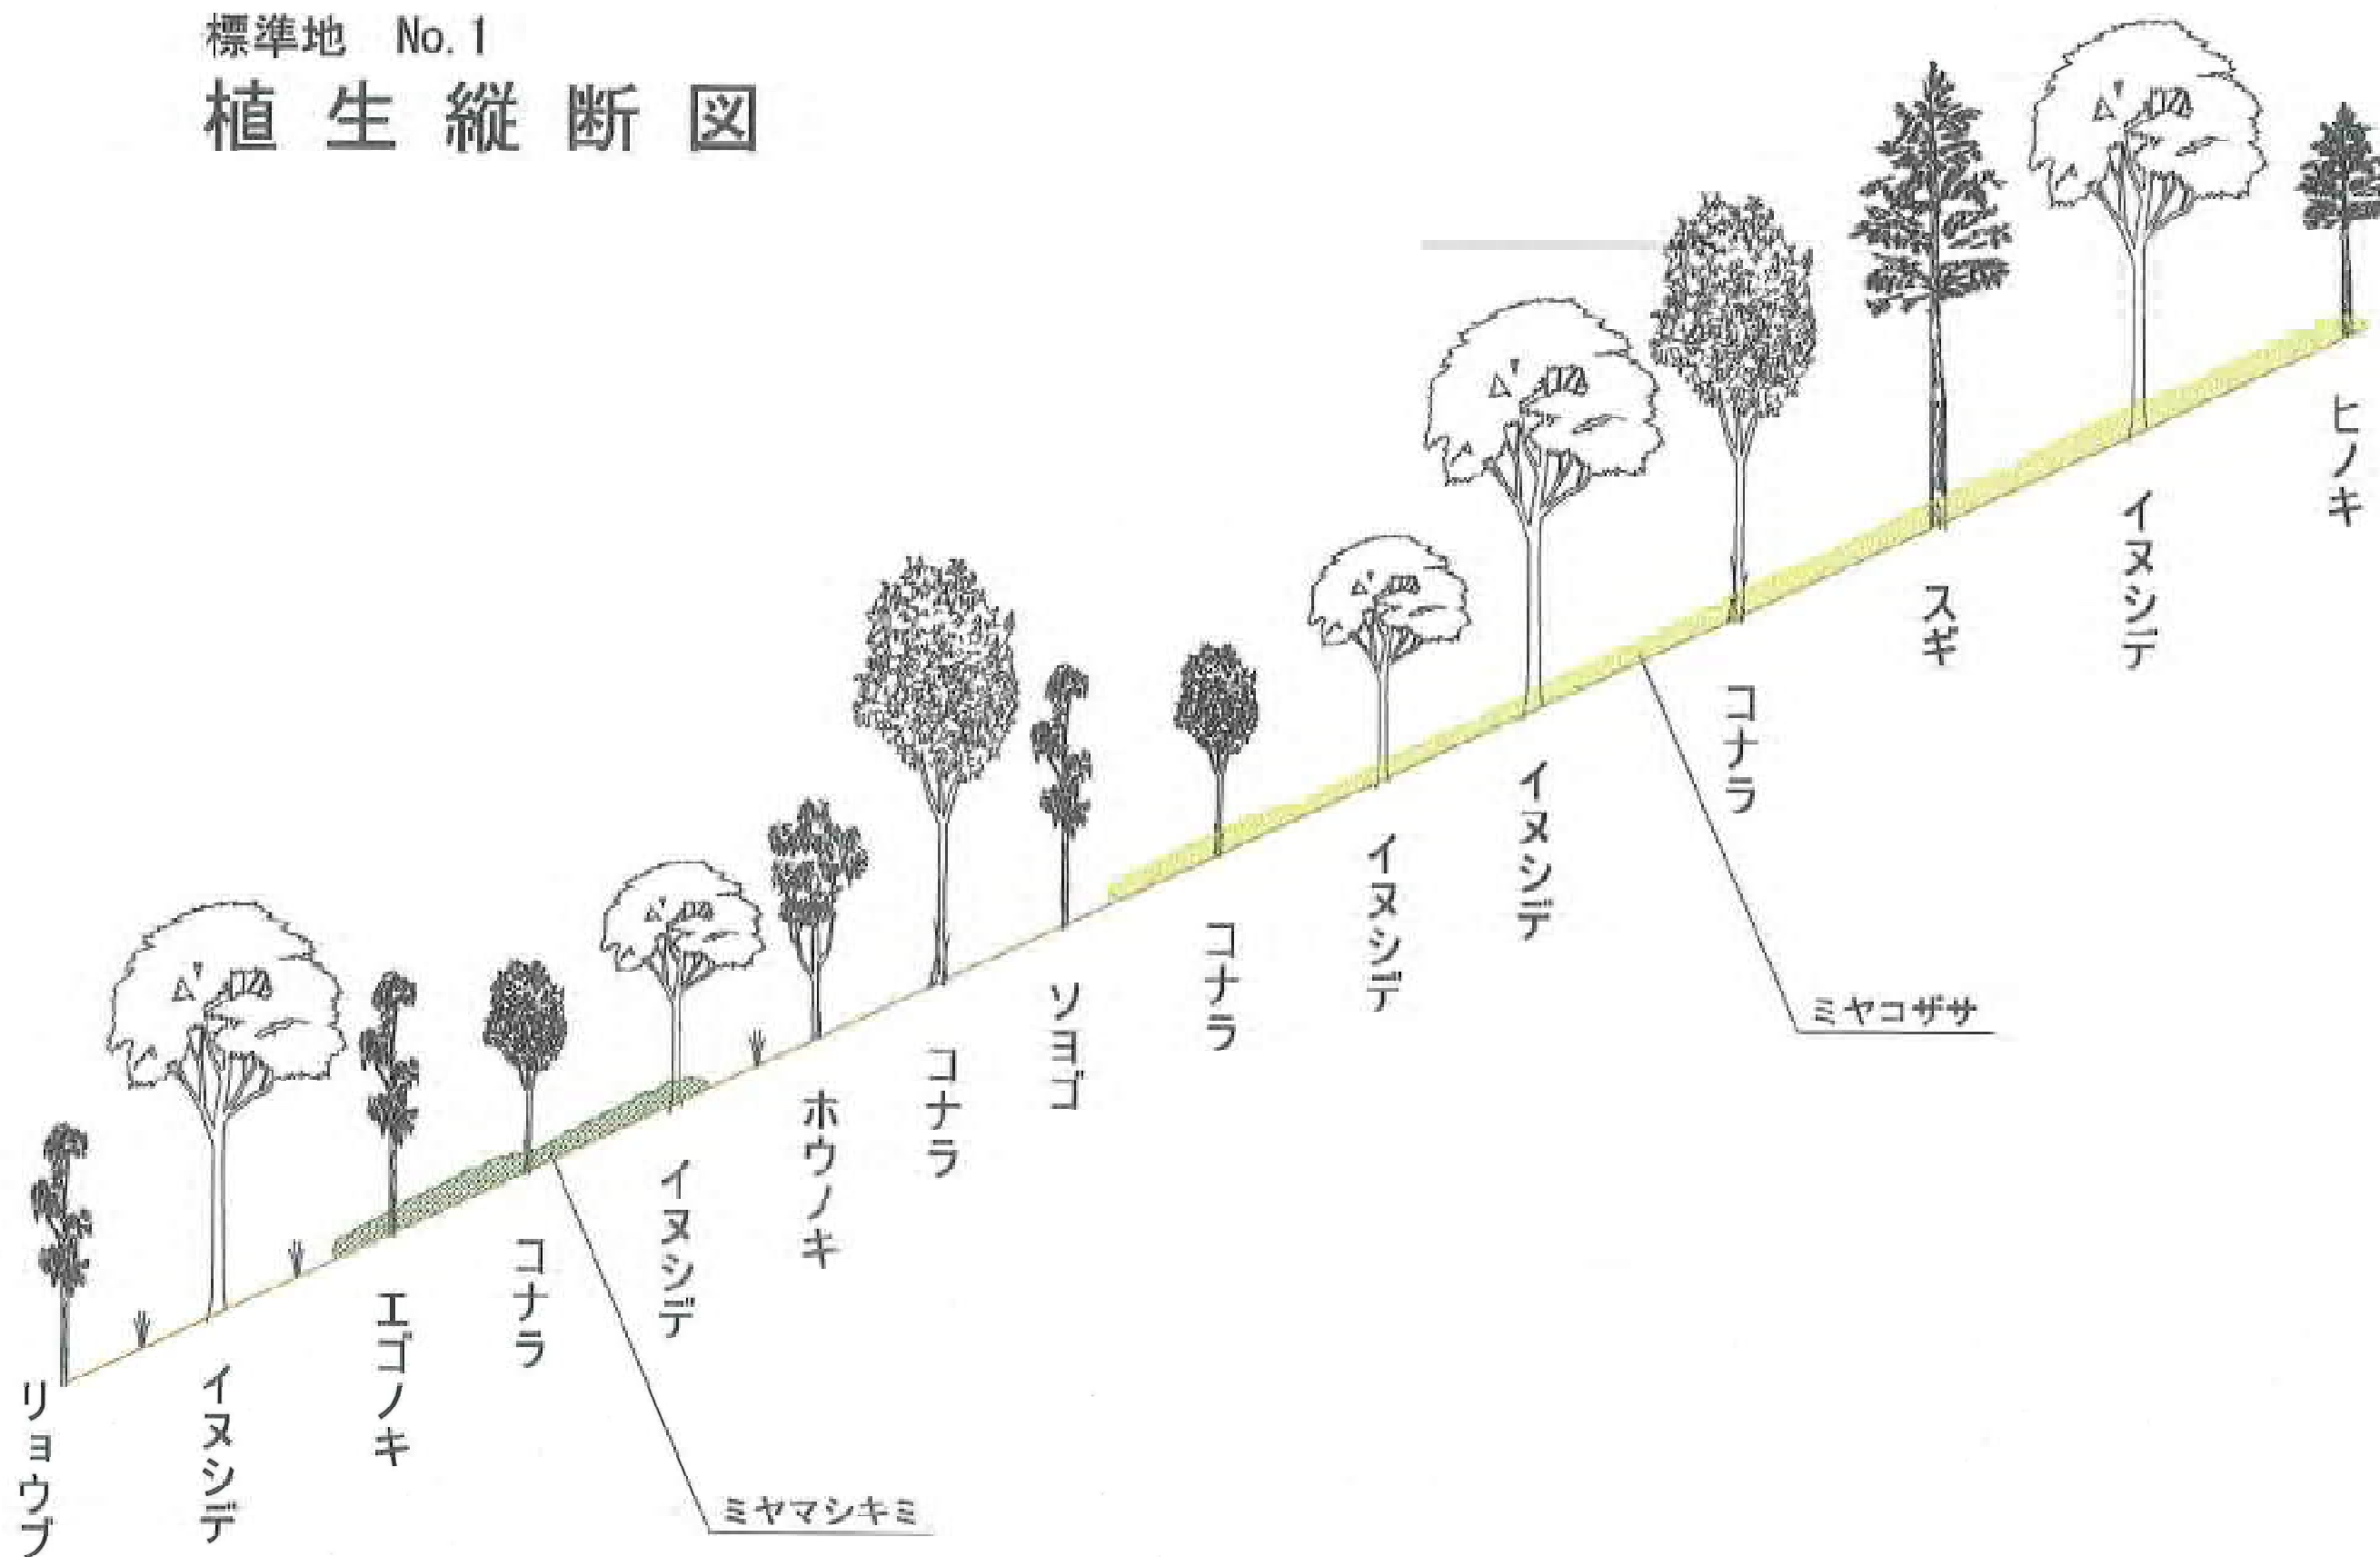 標準地 No.1
植生縦断図
リョウブ
イヌシデ
エゴノキ
コナラ
イヌシデ
ホウノキ
コナラ
ソヨゴ
コナラ
イヌシデ
イヌシデ
コナラ
スギ
イヌシデ
ヒノキ
ミヤコザサ
ミヤマシキミ